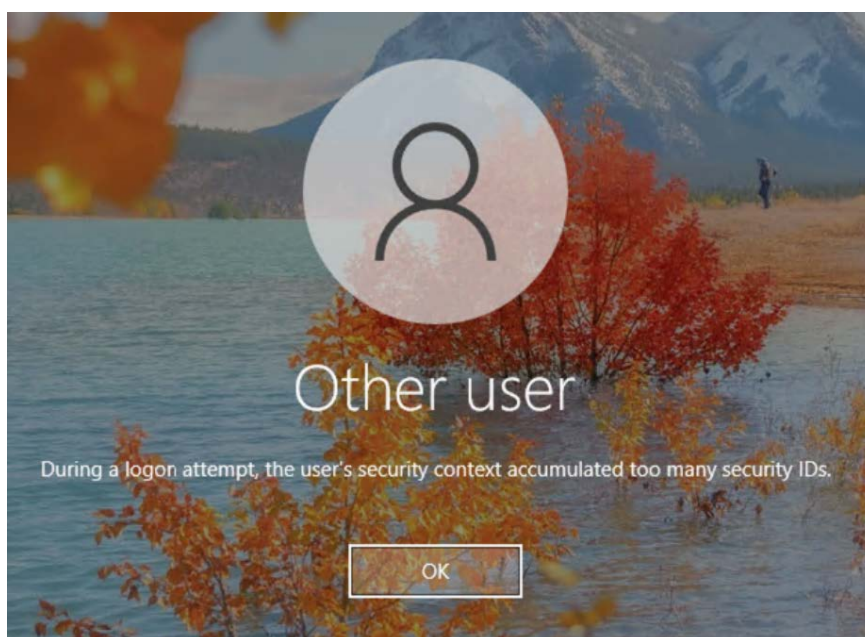 Other user
During a logon attempt, the user's security context accumulated too many security IDs.
OK